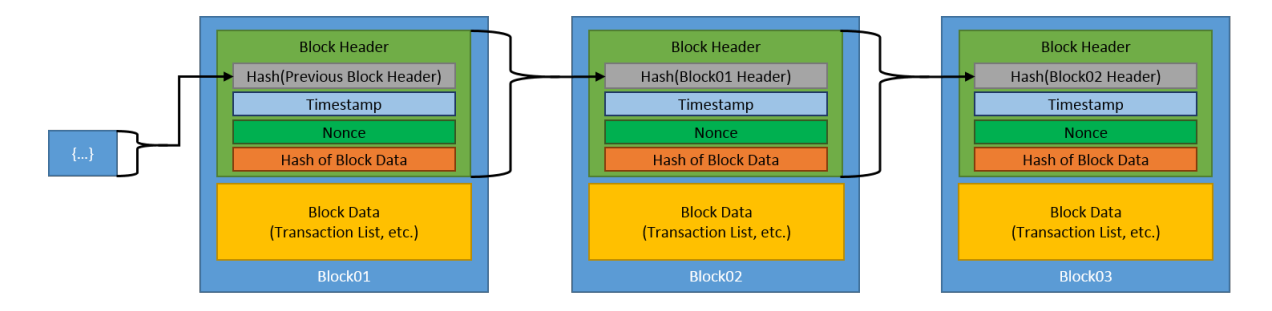 {...}
Block Header
Hash(Previous Block Header)
Timestamp
Nonce
Hash of Block Data
Block Data
(Transaction List, etc.)
Block01
Block Header
Hash(Block01 Header)
Timestamp
Nonce
Hash of Block Data
Block Data
(Transaction List, etc.)
Block02
Block Header
Hash(Block02 Header)
Timestamp
Nonce
Hash of Block Data
Block Data
(Transaction List, etc.)
Block03